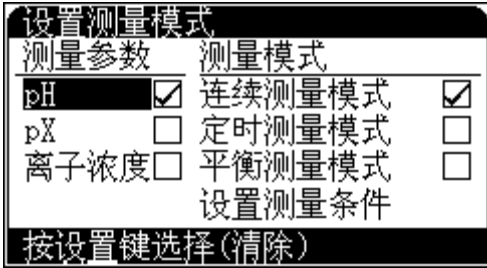 设置测量模式
测量参数 测量模式
pH ☑ 连续测量模式 ☑
pX ☐ 定时测量模式 ☐
离子浓度 ☐ 平衡测量模式 ☐
设置测量条件
按设置键选择(清除)